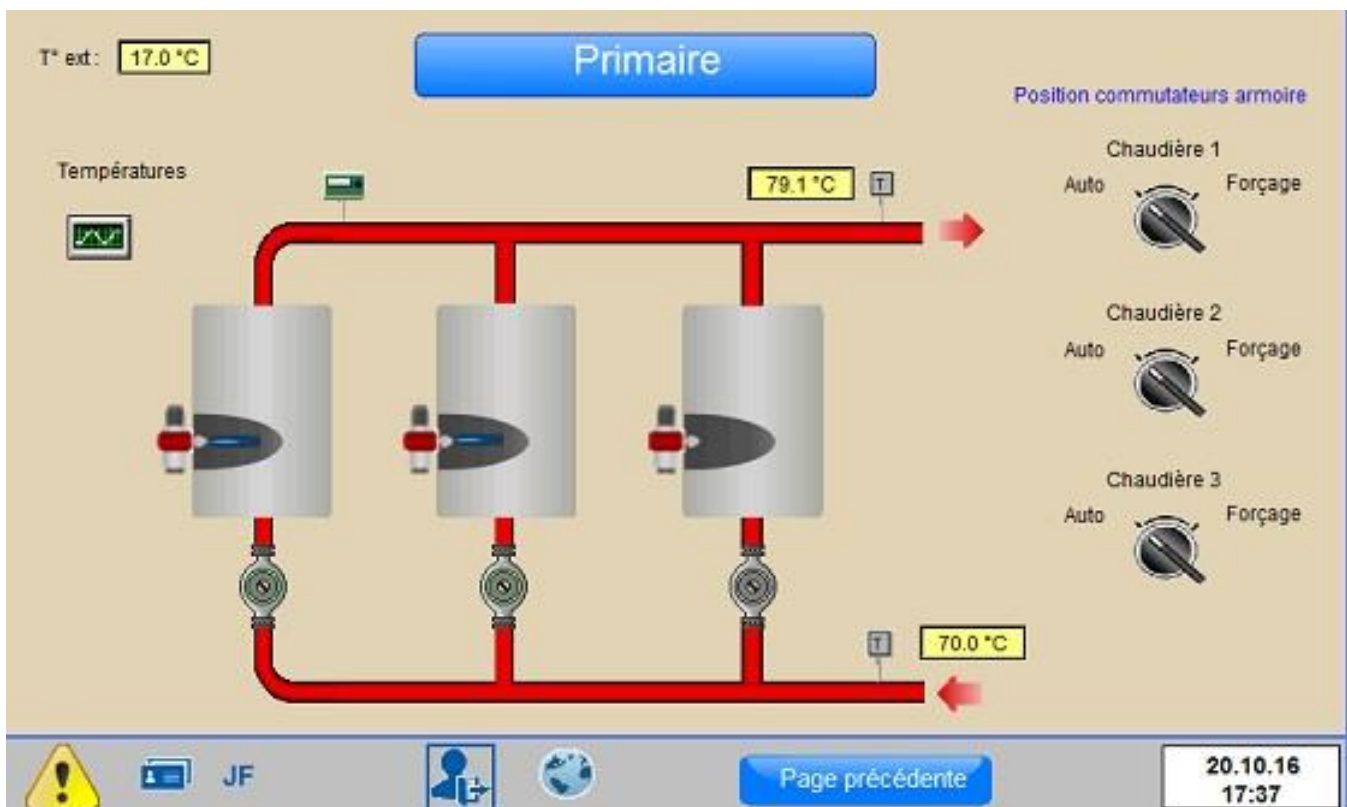 T° ext : 17.0 °C
Primaire
Position commutateurs armoire
Températures
79.1 °C T
Chaudière 1
Auto Forçage
Chaudière 2
Auto Forçage
Chaudière 3
Auto Forçage
T 70.0 °C
JF
Page précédente
20.10.16
17:37